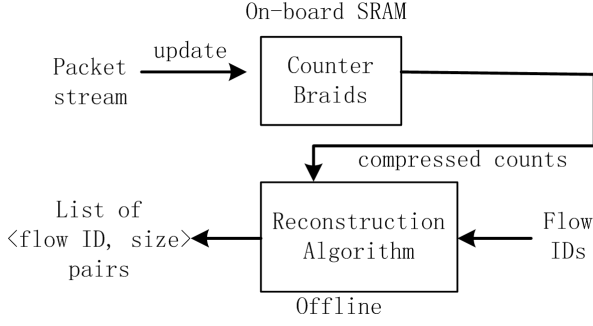 On-board SRAM
Packet
stream
update
Counter
Braids
compressed counts
List of
<flow ID, size>
pairs
Reconstruction
Algorithm
Flow
IDs
Offline